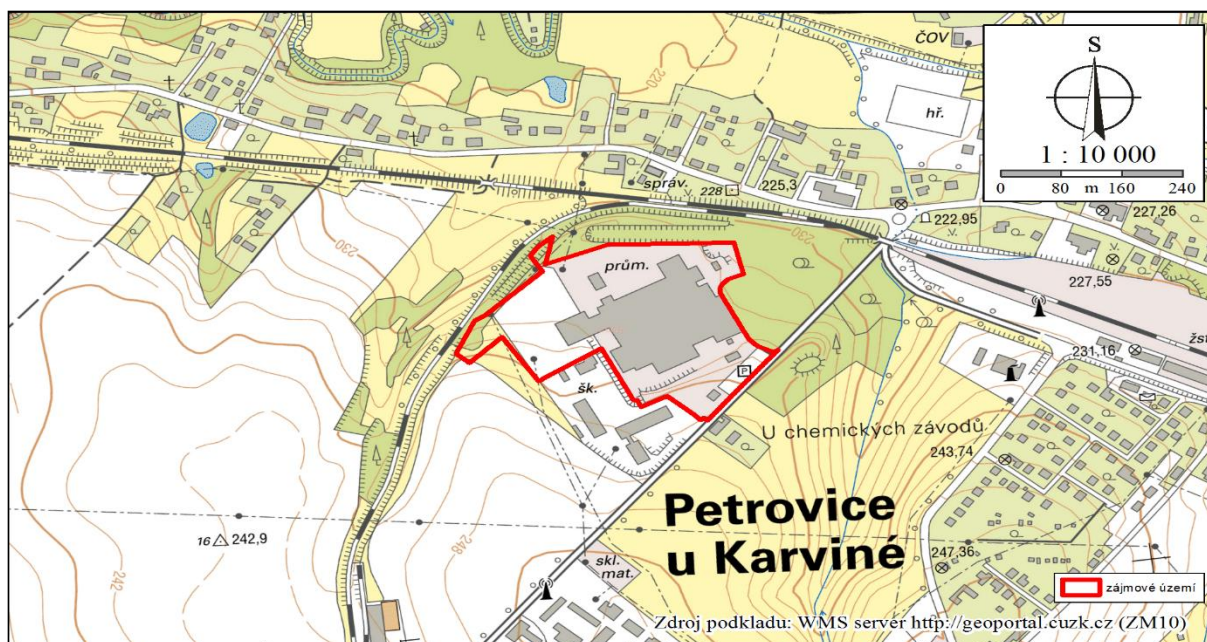 ČOV
S
1 : 10 000
0 80 m 160 240
220
hř.
správ.
228
225,3
222,95
227,26
230
230
prům.
227,55
žst
231,16
P
šk.
U chemických závodů
243,74
Petrovice
u Karviné
16 242,9
248
242
247,36
skl.
mat.
zájmové území
Zdroj podkladu: WMS server http://geoportal.cuzk.cz (ZM10)